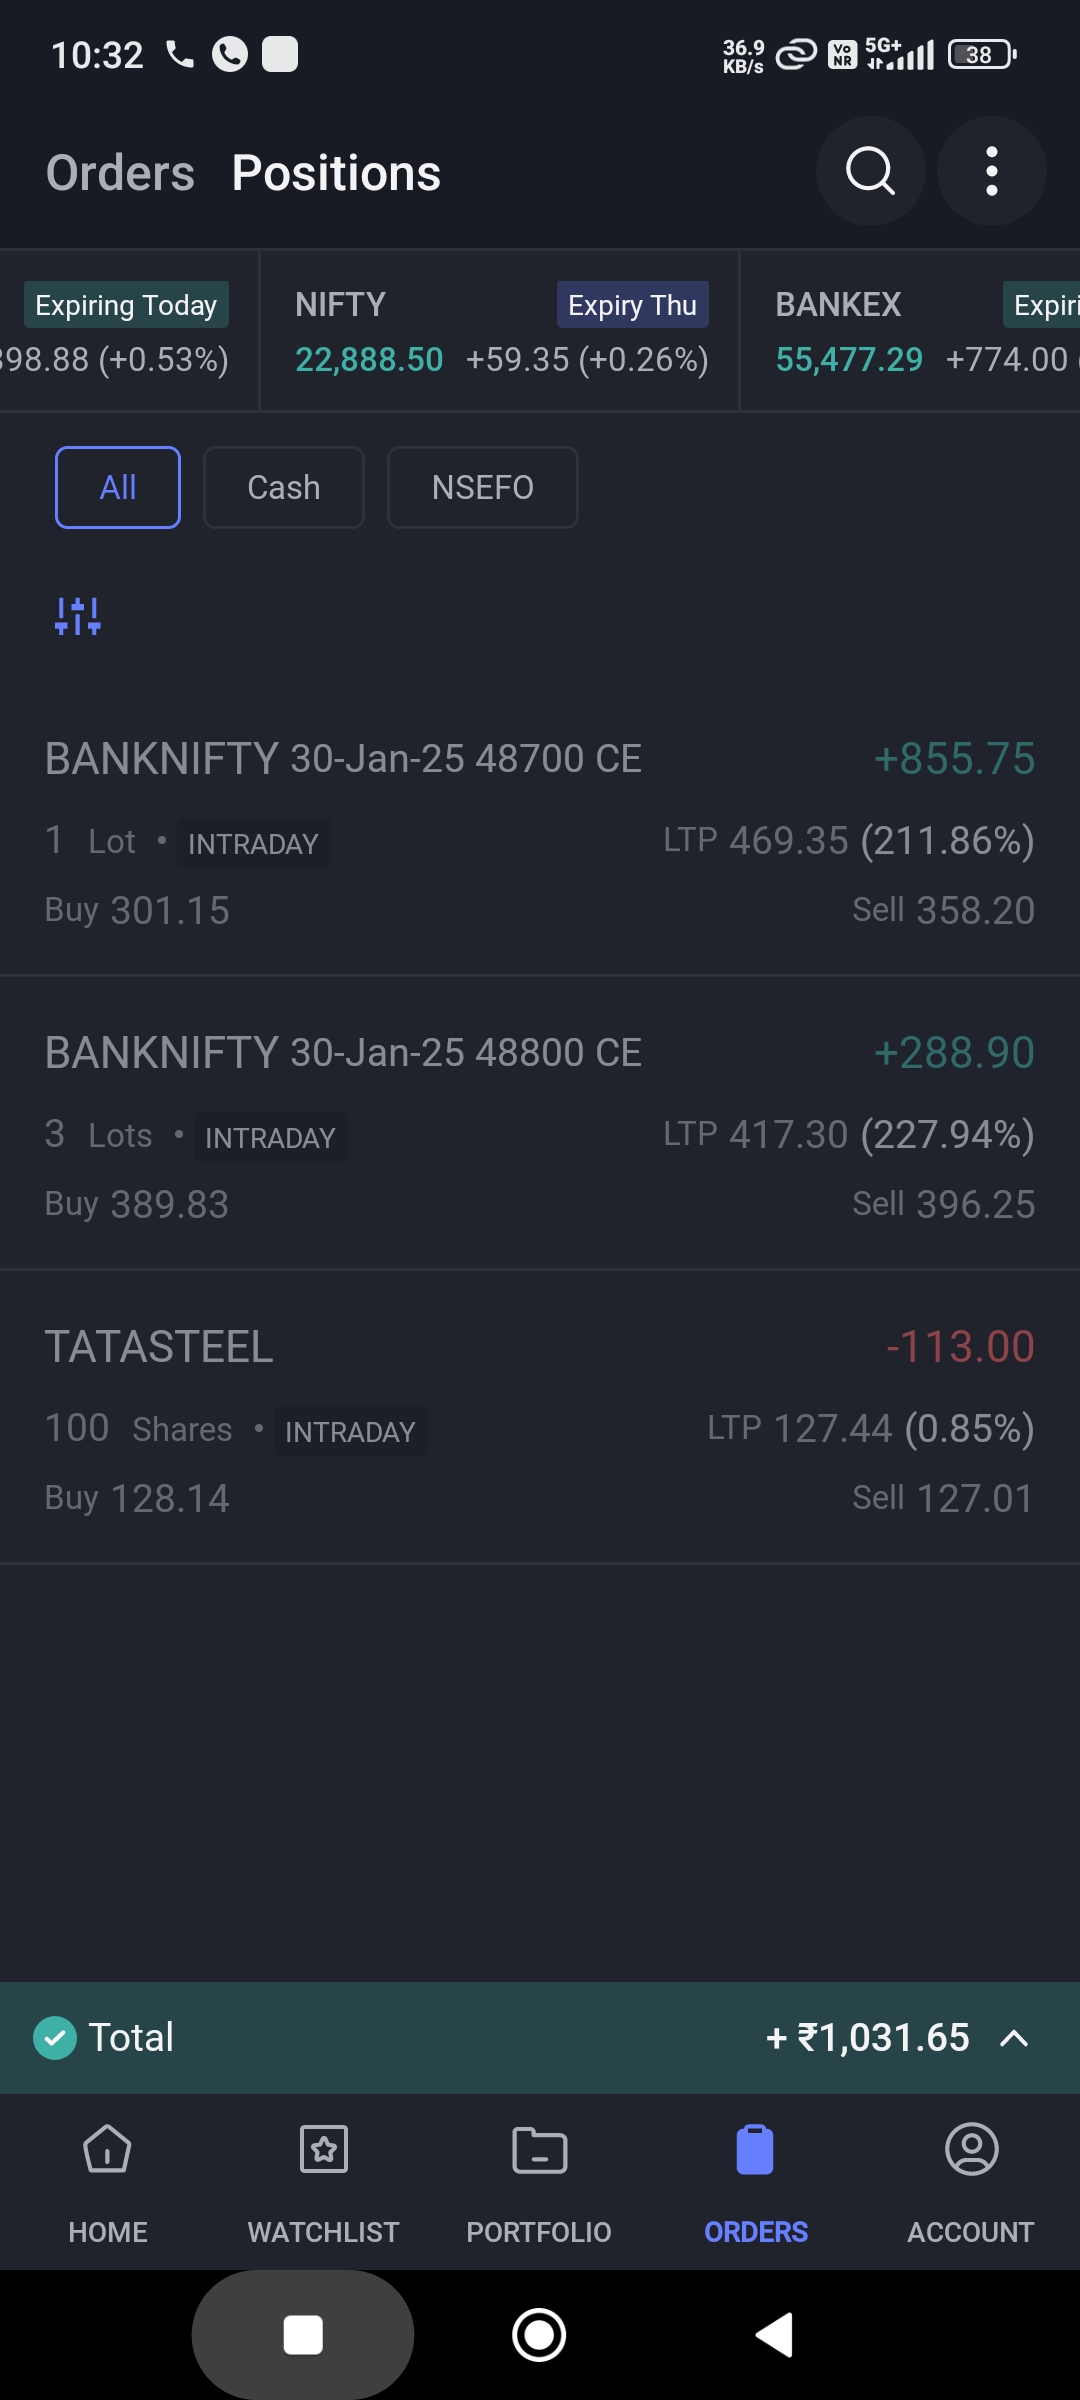 10:32 36.9 KB/s Vo NR 5G+ 38
Orders Positions
Expiring Today NIFTY Expiry Thu BANKEX Expiri
98.88 (+0.53%) 22,888.50 +59.35 (+0.26%) 55,477.29 +774.00
All Cash NSEFO
BANKNIFTY 30-Jan-25 48700 CE +855.75
1 Lot • INTRADAY LTP 469.35 (211.86%)
Buy 301.15 Sell 358.20
BANKNIFTY 30-Jan-25 48800 CE +288.90
3 Lots • INTRADAY LTP 417.30 (227.94%)
Buy 389.83 Sell 396.25
TATASTEEL -113.00
100 Shares • INTRADAY LTP 127.44 (0.85%)
Buy 128.14 Sell 127.01
Total + ₹1,031.65
HOME WATCHLIST PORTFOLIO ORDERS ACCOUNT